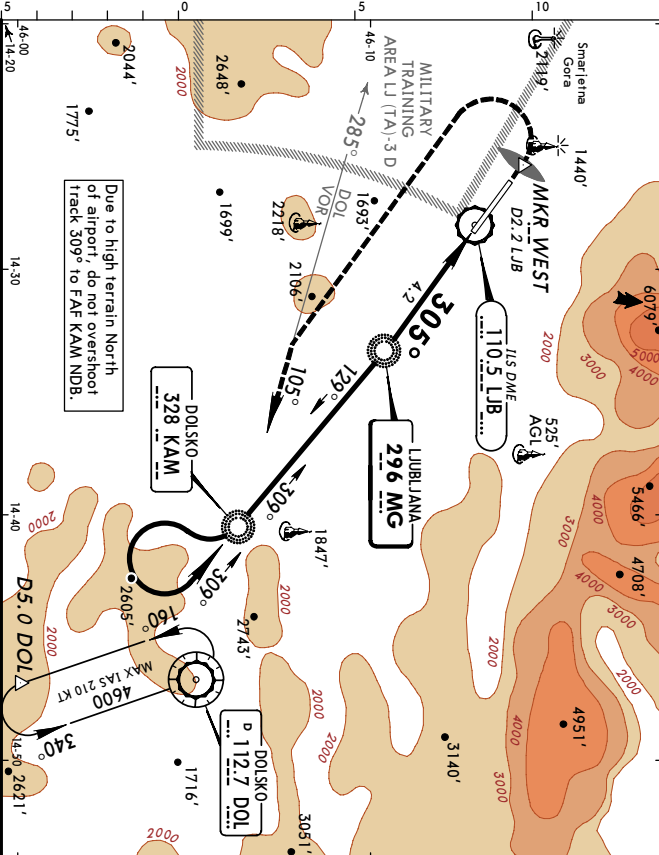 5
0
5
10
46-00
14-20
46-10
14-30
14-40
14-50
2044'
2648'
2000
1775'
MILITARY
TRAINING
AREA LJ (TA)-3 D
285°
DOL
VOR
Smarjetna
Gora
2119'
1440'
MKR WEST
D2.2 LJB
1693'
1699'
2218'
2106'
Due to high terrain North
of airport, do not overshoot
track 309° to FAF KAM NDB.
4.2
305°
ILS DME
110.5 LJB
129°
105°
LJUBLJANA
296 MG
DOLSKO
328 KAM
309°
309°
1847'
525'
AGL
6079'
5000
4000
3000
2000
5466'
4000
3000
4708'
4000
3000
2000
2000
2000
2605'
2743'
2000
160°
D5.0 DOL
2000
MAX IAS 210 KT
4600
340°
DOLSKO
D 112.7 DOL
2000
2000
3140'
4951'
4000
3000
1716'
2621'
3051'
2000